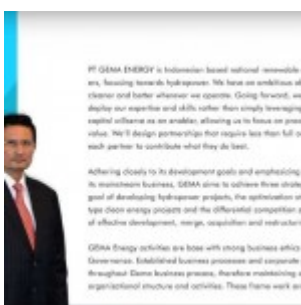 PT GEMA ENERGY is Indonesian based national renewable
ers, focusing towards hydropower. We have an ambitious
cleaner and better whenever we operate. Going forward, we
deploy our expertise and skills rather than simply leveraging
capital alliance as an enabler, allowing us to focus on
value. We'll design partnerships that require less than full
each partner to contribute what they do best.
Adhering closely to its development goals and emphasizing
its mainstream business, GEMA aims to achieve three
goal of developing hydropower projects, the optimization of
type clean energy projects and the differential competition
of effective development, merge, acquisition and
GEMA Energy activities are base with strong business ethics
Governance. Established business processes and corporate
throughout Gema business process, therefore maintaining
organizational structure and activities. These frame work